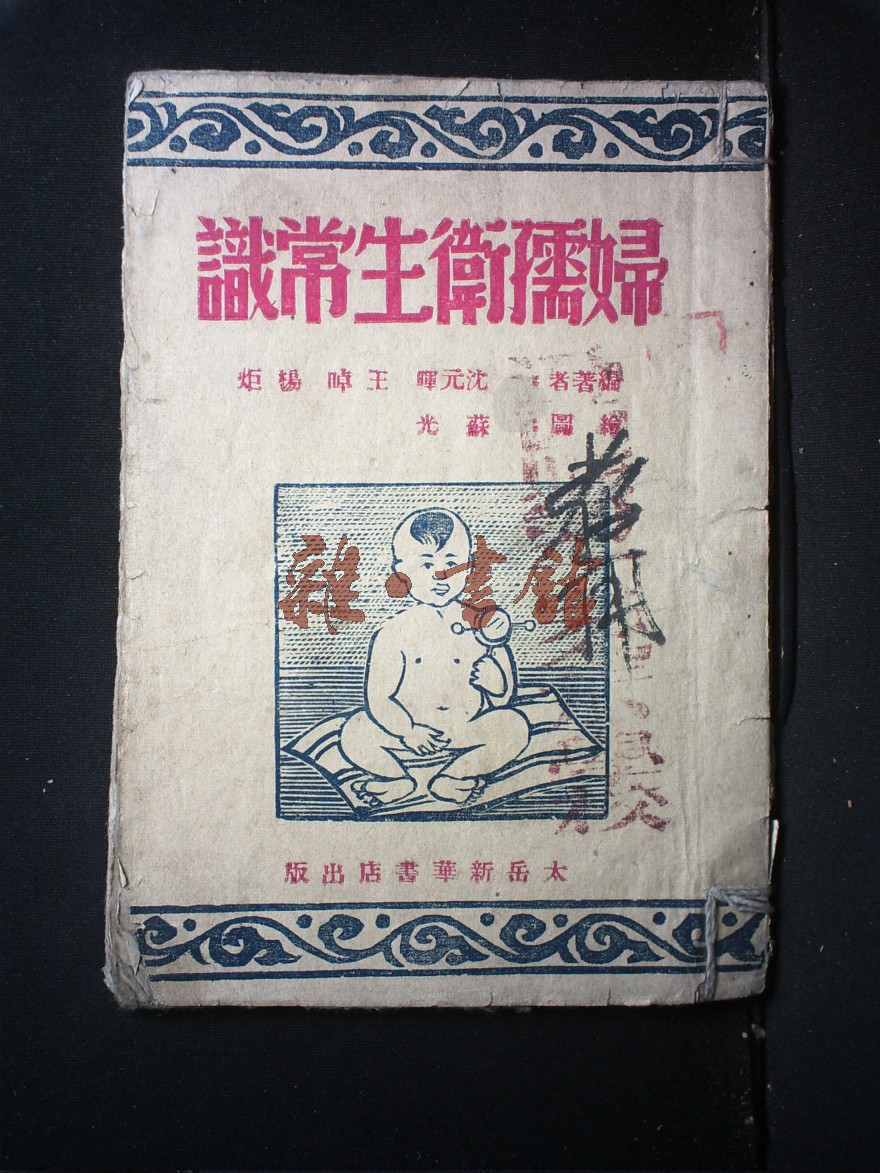 婦孺衛生常識
編著者 沈元暉 王啅 楊炬
繪圖 蘇光
雜·書館
太岳新華書店出版